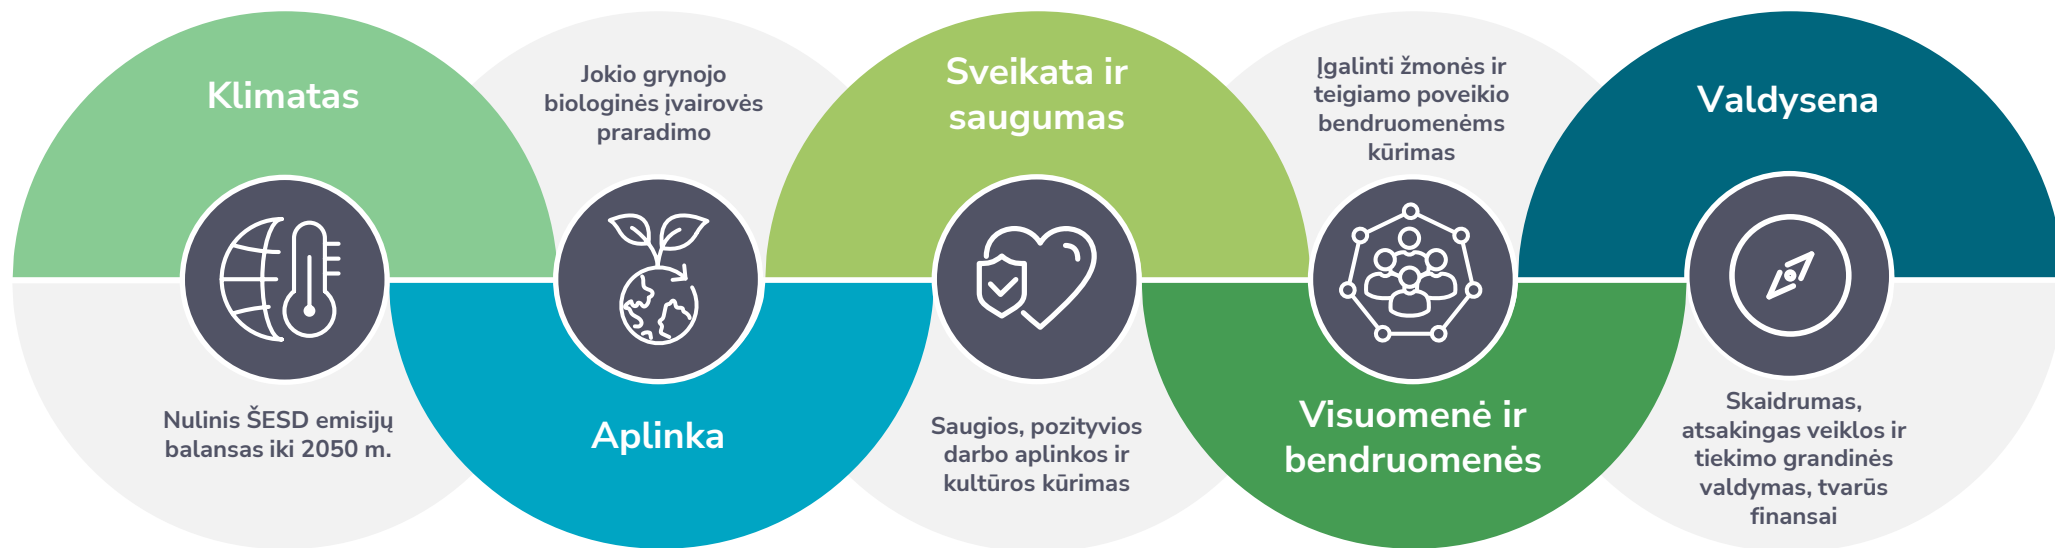 Klimatas
Nulinis ŠESD emisijų
balansas iki 2050 m.
Jokio grynojo
biologinės įvairovės
praradimo
Aplinka
Sveikata ir
saugumas
Saugios, pozityvios
darbo aplinkos ir
kultūros kūrimas
Įgalinti žmonės ir
teigiamo poveikio
bendruomenėms
kūrimas
Visuomenė ir
bendruomenės
Valdysena
Skaidrumas,
atsakingas veiklos ir
tiekimo grandinės
valdymas, tvarūs
finansai